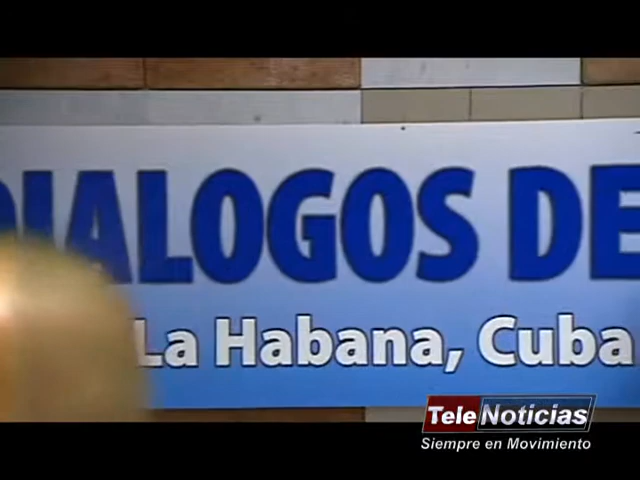 DIALOGOS DE
La Habana, Cuba
TeleNoticias
Siempre en Movimiento